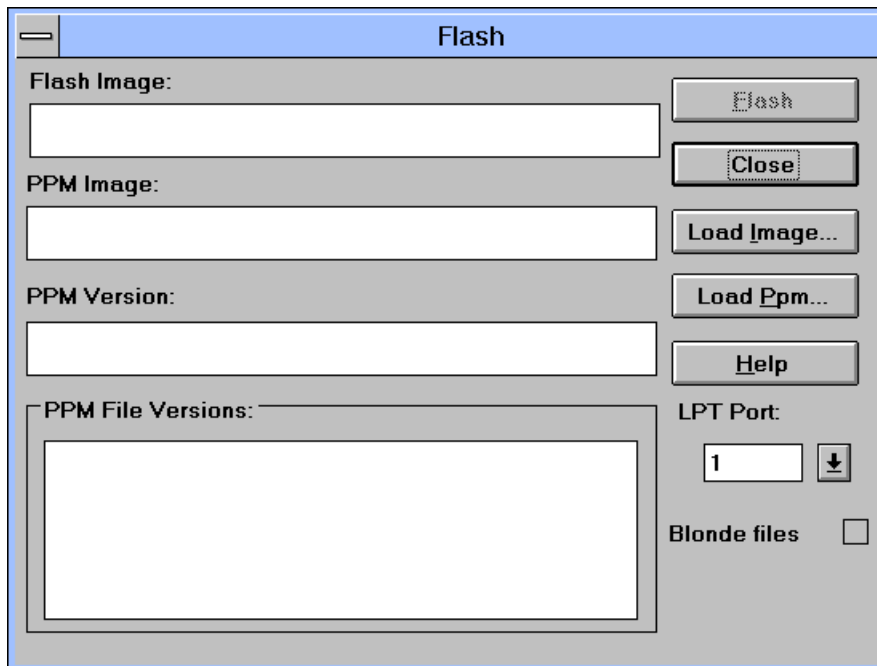 Flash
Flash Image:
Flash
Close
PPM Image:
Load Image...
PPM Version:
Load Ppm...
Help
PPM File Versions:
LPT Port:
1
Blonde files